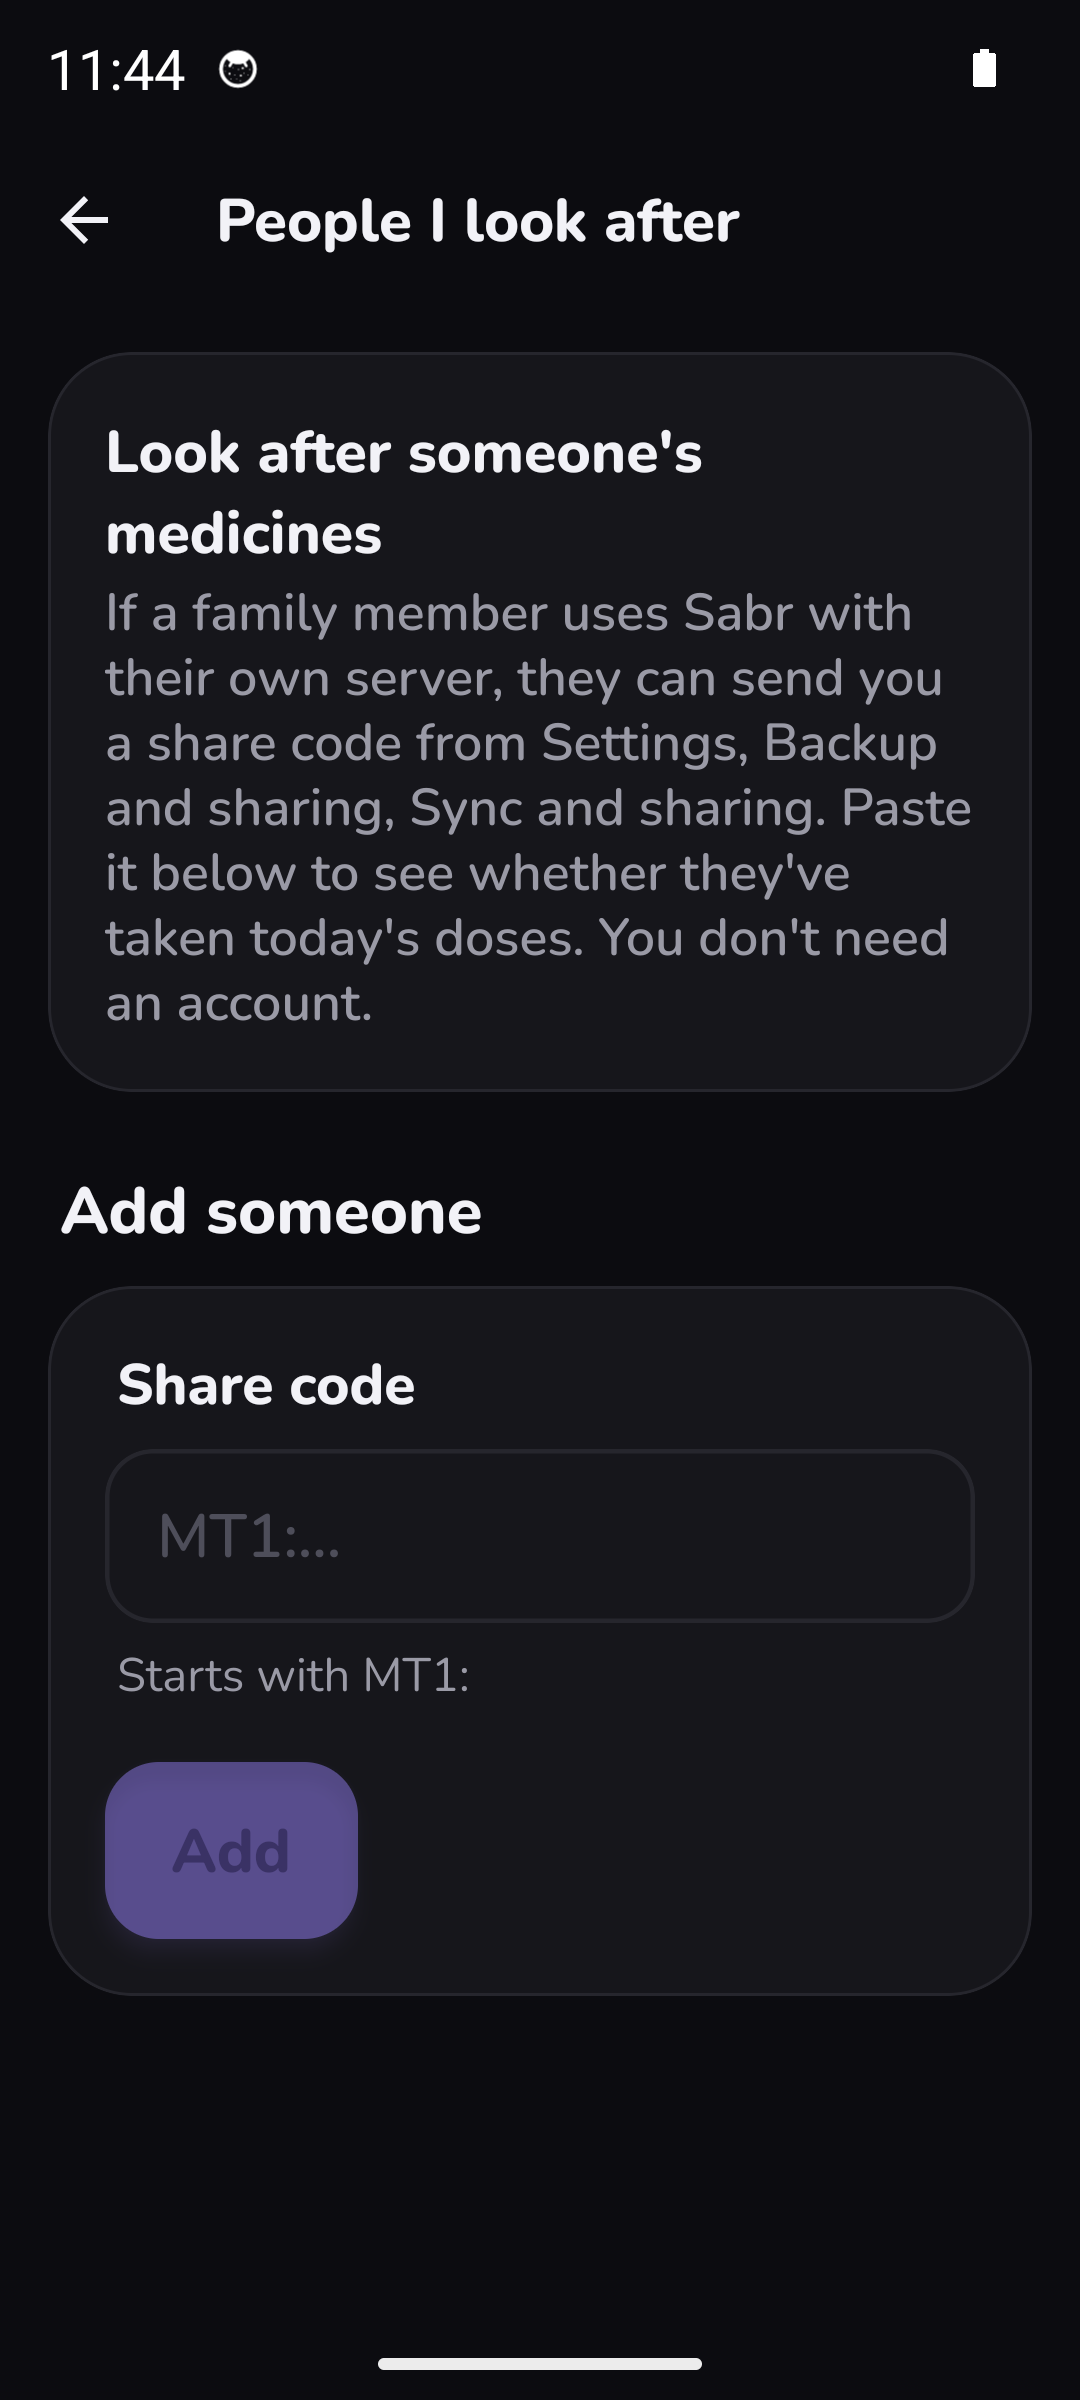 11:44
People I look after
Look after someone's
medicines
If a family member uses Sabr with
their own server, they can send you
a share code from Settings, Backup
and sharing, Sync and sharing. Paste
it below to see whether they've
taken today's doses. You don't need
an account.
Add someone
Share code
MT1:...
Starts with MT1:
Add